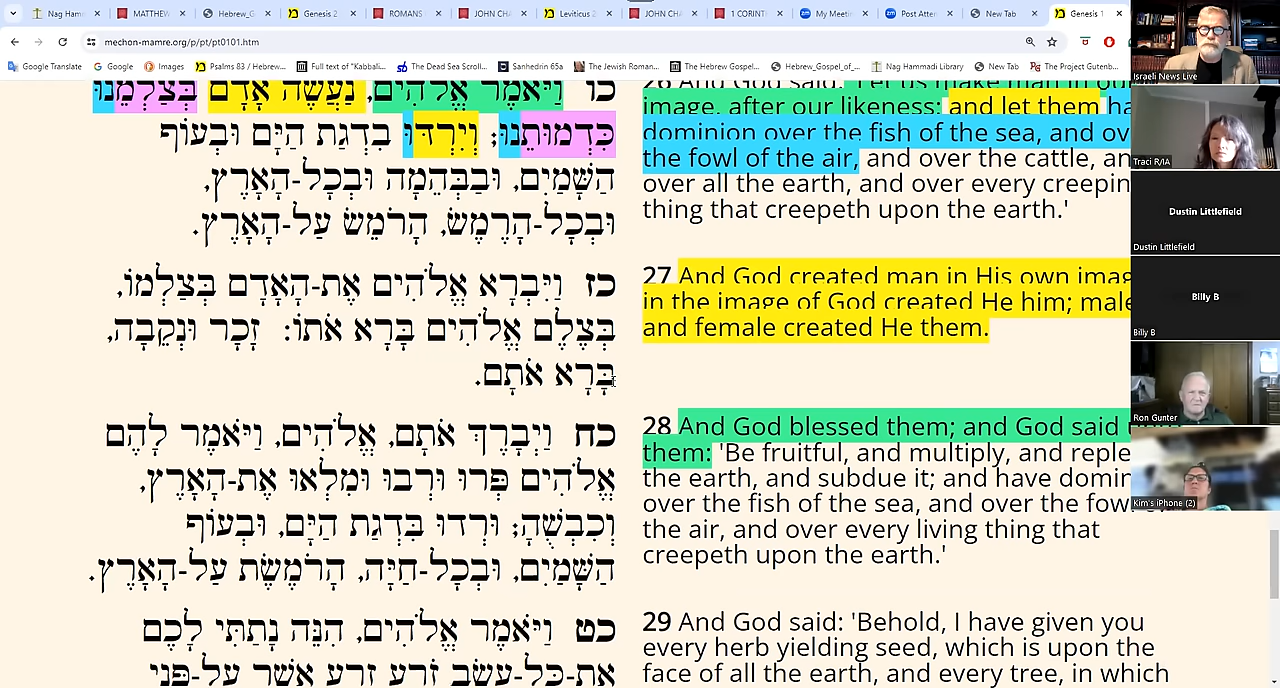 Nag Ham
MATTHEW
Hebrew_G
Genesis 2
ROMANS
JOHN CHA
Leviticus 2
JOHN CHA
1 CORINT
My Meeti
Post Atten
New Tab
Genesis 1
mechon-mamre.org/p/pt/pt0101.htm
Google Translate
Google
Images
Psalms 83 / Hebrew...
Full text of "Kabbali...
The Dead Sea Scroll...
Sanhedrin 65a
The Jewish Roman...
The Hebrew Gospel...
Hebrew_Gospel_of_...
Nag Hammadi Library
New Tab
The Project Gutenb...
כו וַיֹּאמֶר אֱלֹהִים, נַעֲשֶׂה אָדָם בְּצַלְמֵנוּ
כִּדְמוּתֵנוּ; וְיִרְדּוּ בִדְגַת הַיָּם וּבְעוֹף
הַשָּׁמַיִם, וּבַבְּהֵמָה וּבְכָל-הָאָרֶץ,
וּבְכָל-הָרֶמֶשׂ, הָרֹמֵשׂ עַל-הָאָרֶץ.
כז וַיִּבְרָא אֱלֹהִים אֶת-הָאָדָם בְּצַלְמוֹ,
בְּצֶלֶם אֱלֹהִים בָּרָא אֹתוֹ: זָכָר וּנְקֵבָה,
בָּרָא אֹתָם.
כח וַיְבָרֶךְ אֹתָם, אֱלֹהִים, וַיֹּאמֶר לָהֶם
אֱלֹהִים פְּרוּ וּרְבוּ וּמִלְאוּ אֶת-הָאָרֶץ,
וְכִבְשֻׁהָ; וּרְדוּ בִּדְגַת הַיָּם, וּבְעוֹף
הַשָּׁמַיִם, וּבְכָל-חַיָּה, הָרֹמֶשֶׂת עַל-הָאָרֶץ.
כט וַיֹּאמֶר אֱלֹהִים, הִנֵּה נָתַתִּי לָכֶם
אֶת-כָּל-עֵשֶׂב זֹרֵעַ זֶרַע אֲשֶׁר עַל-פְּנֵי
26 And God said: 'Let us make man in our
image, after our likeness; and let them ha
dominion over the fish of the sea, and ov
the fowl of the air, and over the cattle, an
over all the earth, and over every creepin
thing that creepeth upon the earth.'
27 And God created man in His own imag
in the image of God created He him; male
and female created He them.
28 And God blessed them; and God said
them: 'Be fruitful, and multiply, and reple
the earth, and subdue it; and have domin
over the fish of the sea, and over the fow
the air, and over every living thing that
creepeth upon the earth.'
29 And God said: 'Behold, I have given you
every herb yielding seed, which is upon the
face of all the earth, and every tree, in which
Israeli News Live
Traci R/IA
Dustin Littlefield
Dustin Littlefield
Billy B
Billy B
Ron Gunter
Kim's iPhone (2)